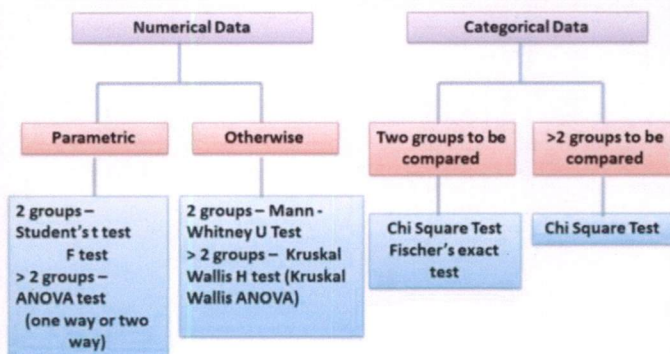 Numerical Data
Categorical Data
Parametric
Otherwise
Two groups to be
compared
>2 groups to be
compared
2 groups –
Student's t test
F test
> 2 groups –
ANOVA test
(one way or two
way)
2 groups – Mann -
Whitney U Test
> 2 groups – Kruskal
Wallis H test (Kruskal
Wallis ANOVA)
Chi Square Test
Fischer's exact
test
Chi Square Test